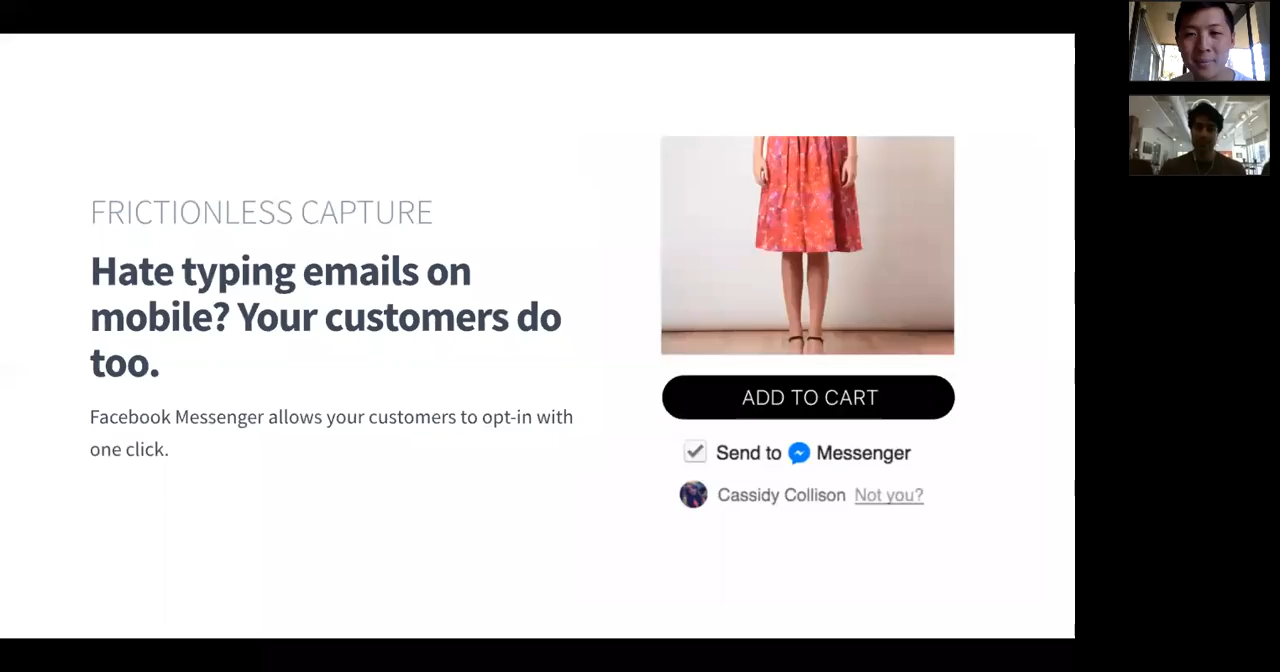 FRICTIONLESS CAPTURE
Hate typing emails on
mobile? Your customers do
too.
Facebook Messenger allows your customers to opt-in with
one click.
ADD TO CART
Send to Messenger
Cassidy Collison Not you?